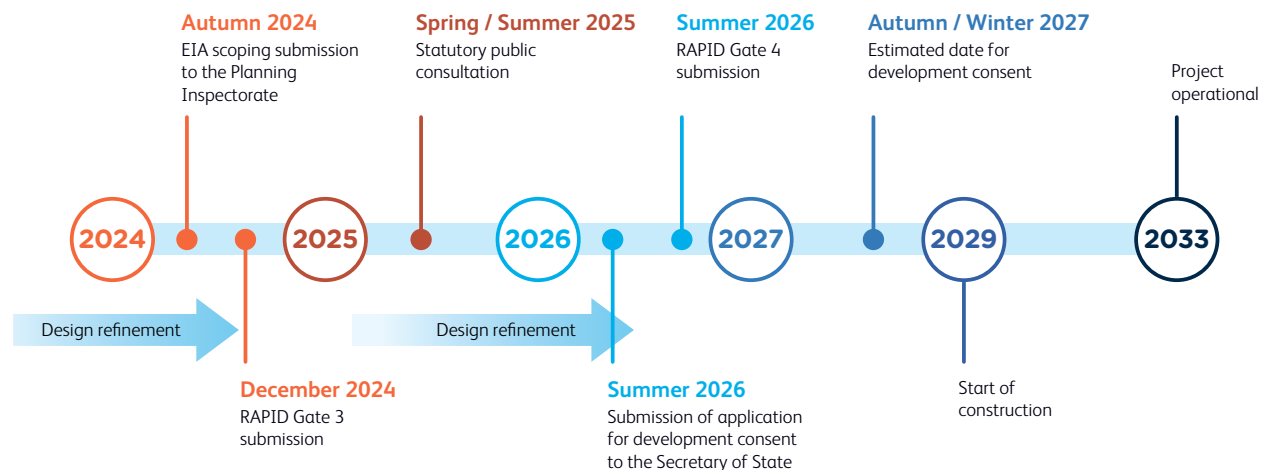 Autumn 2024
EIA scoping submission
to the Planning
Inspectorate
Spring / Summer 2025
Statutory public
consultation
Summer 2026
RAPID Gate 4
submission
Autumn / Winter 2027
Estimated date for
development consent
Project
operational
2024
2025
2026
2027
2029
2033
Design refinement
Design refinement
December 2024
RAPID Gate 3
submission
Summer 2026
Submission of application
for development consent
to the Secretary of State
Start of
construction